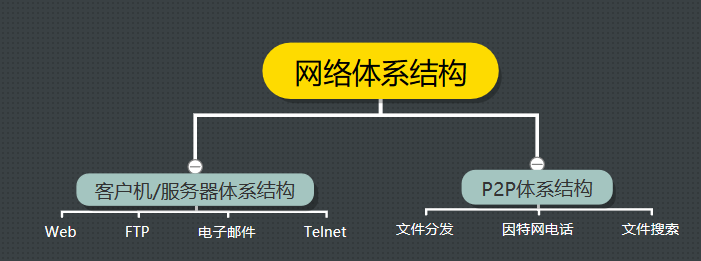 网络体系结构
客户机/服务器体系结构
P2P体系结构
Web
FTP
电子邮件
Telnet
文件分发
因特网电话
文件搜索